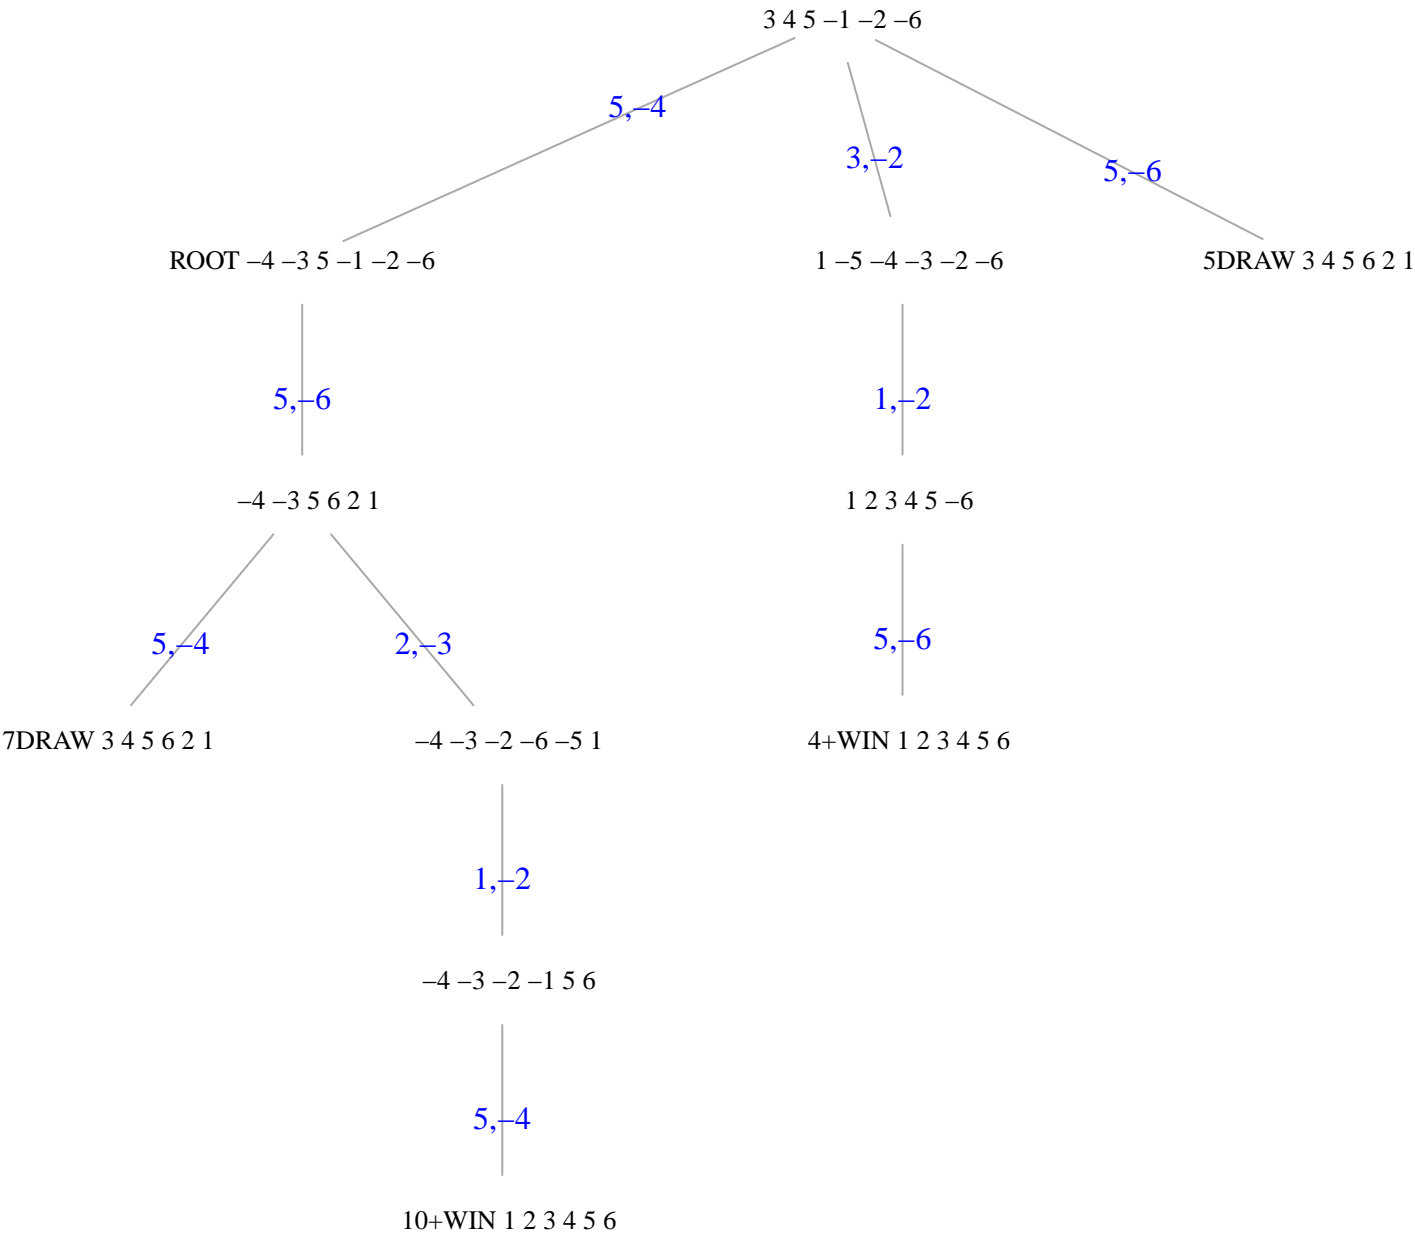 3 4 5 –1 –2 –6
5,–4
3,–2
5,–6
ROOT –4 –3 5 –1 –2 –6
1 –5 –4 –3 –2 –6
5DRAW 3 4 5 6 2 1
5,–6
1,–2
–4 –3 5 6 2 1
1 2 3 4 5 –6
5,–4
2,–3
5,–6
7DRAW 3 4 5 6 2 1
–4 –3 –2 –6 –5 1
4+WIN 1 2 3 4 5 6
1,–2
–4 –3 –2 –1 5 6
5,–4
10+WIN 1 2 3 4 5 6